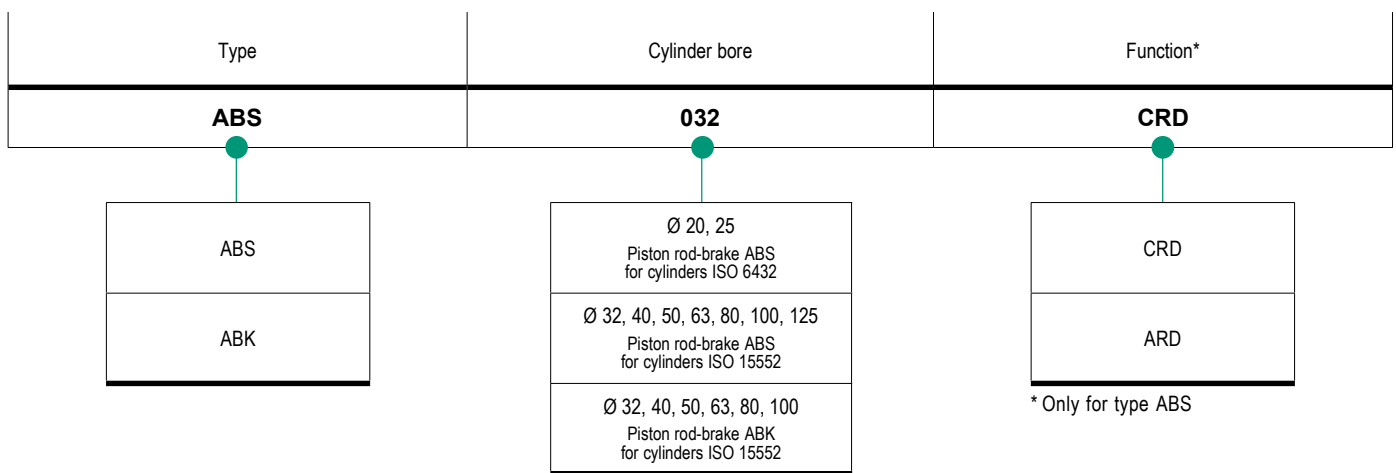 Type
Cylinder bore
Function*
ABS
032
CRD
ABS
ABK
Ø 20, 25
Piston rod-brake ABS
for cylinders ISO 6432
Ø 32, 40, 50, 63, 80, 100, 125
Piston rod-brake ABS
for cylinders ISO 15552
Ø 32, 40, 50, 63, 80, 100
Piston rod-brake ABK
for cylinders ISO 15552
CRD
ARD
* Only for type ABS